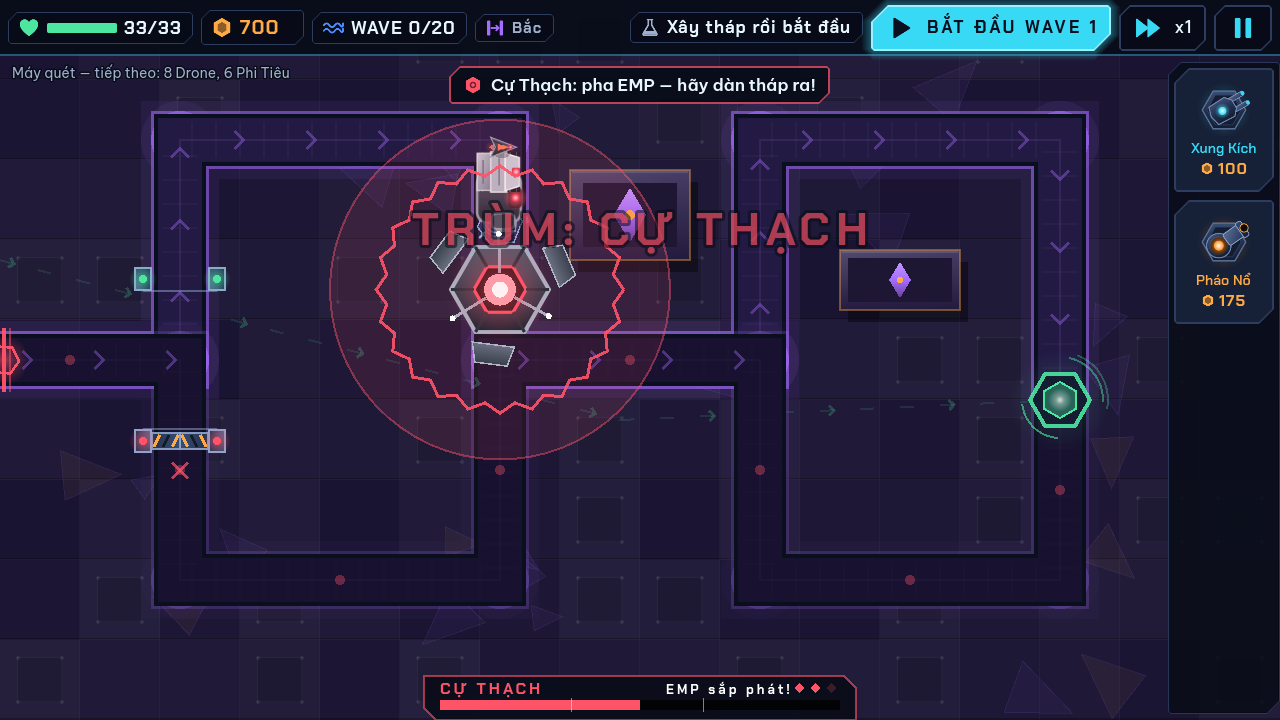 33/33
700
WAVE 0/20
Bắc
Xây tháp rồi bắt đầu
BẮT ĐẦU WAVE 1
x1
Máy quét — tiếp theo: 8 Drone, 6 Phi Tiêu
Cự Thạch: pha EMP — hãy dàn tháp ra!
Xung Kích
100
TRÙM: CỰ THẠCH
Pháo Nổ
175
CỰ THẠCH
EMP sắp phát!